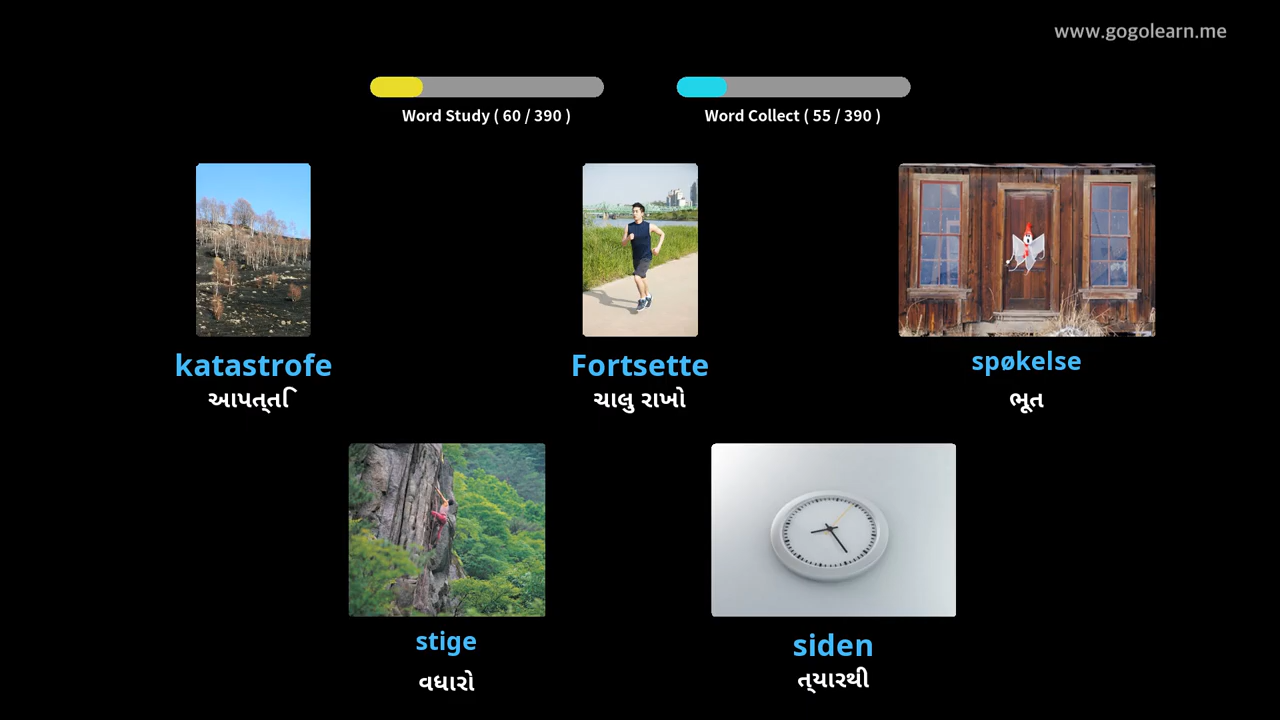 www.gogolearn.me
Word Study ( 60 / 390 )
Word Collect ( 55 / 390 )
katastrofe
આપત્તિ
Fortsette
ચાલુ રાખો
spøkelse
ભૂત
stige
વધારો
siden
ત્યારથી